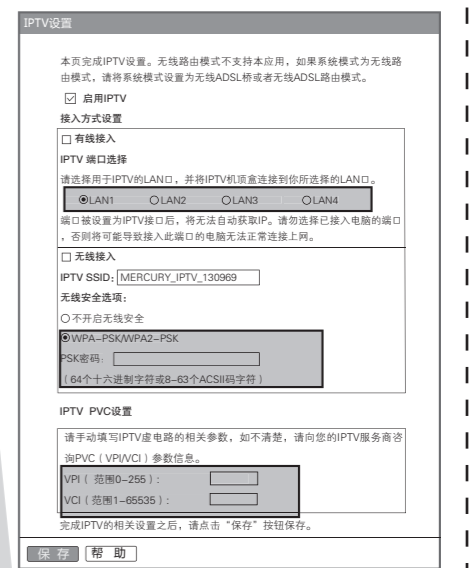 IPTV设置
本页完成IPTV设置。无线路由模式不支持本应用，如果系统模式为无线路
由模式，请将系统模式设置为无线ADSL桥或者无线ADSL路由模式。
启用IPTV
接入方式设置
有线接入
IPTV 端口选择
请选择用于IPTV的LAN口，并将IPTV机顶盒连接到你所选择的LAN口。
LAN1 LAN2 LAN3 LAN4
端口被设置为IPTV接口后，将无法自动获取IP。请勿选择已接入电脑的端口
，否则将可能导致接入此端口的电脑无法正常连接上网。
无线接入
IPTV SSID: MERCURY_IPTV_130969
无线安全选项:
不开启无线安全
WPA-PSK/WPA2-PSK
PSK密码:
(64个十六进制字符或8-63个ACSII码字符)
IPTV PVC设置
请手动填写IPTV虚电路的相关参数，如不清楚，请向您的IPTV服务商咨
询PVC（VPI/VCI）参数信息。
VPI（范围0-255）:
VCI（范围1-65535）:
完成IPTV的相关设置之后，请点击“保存”按钮保存。
保 存 帮 助